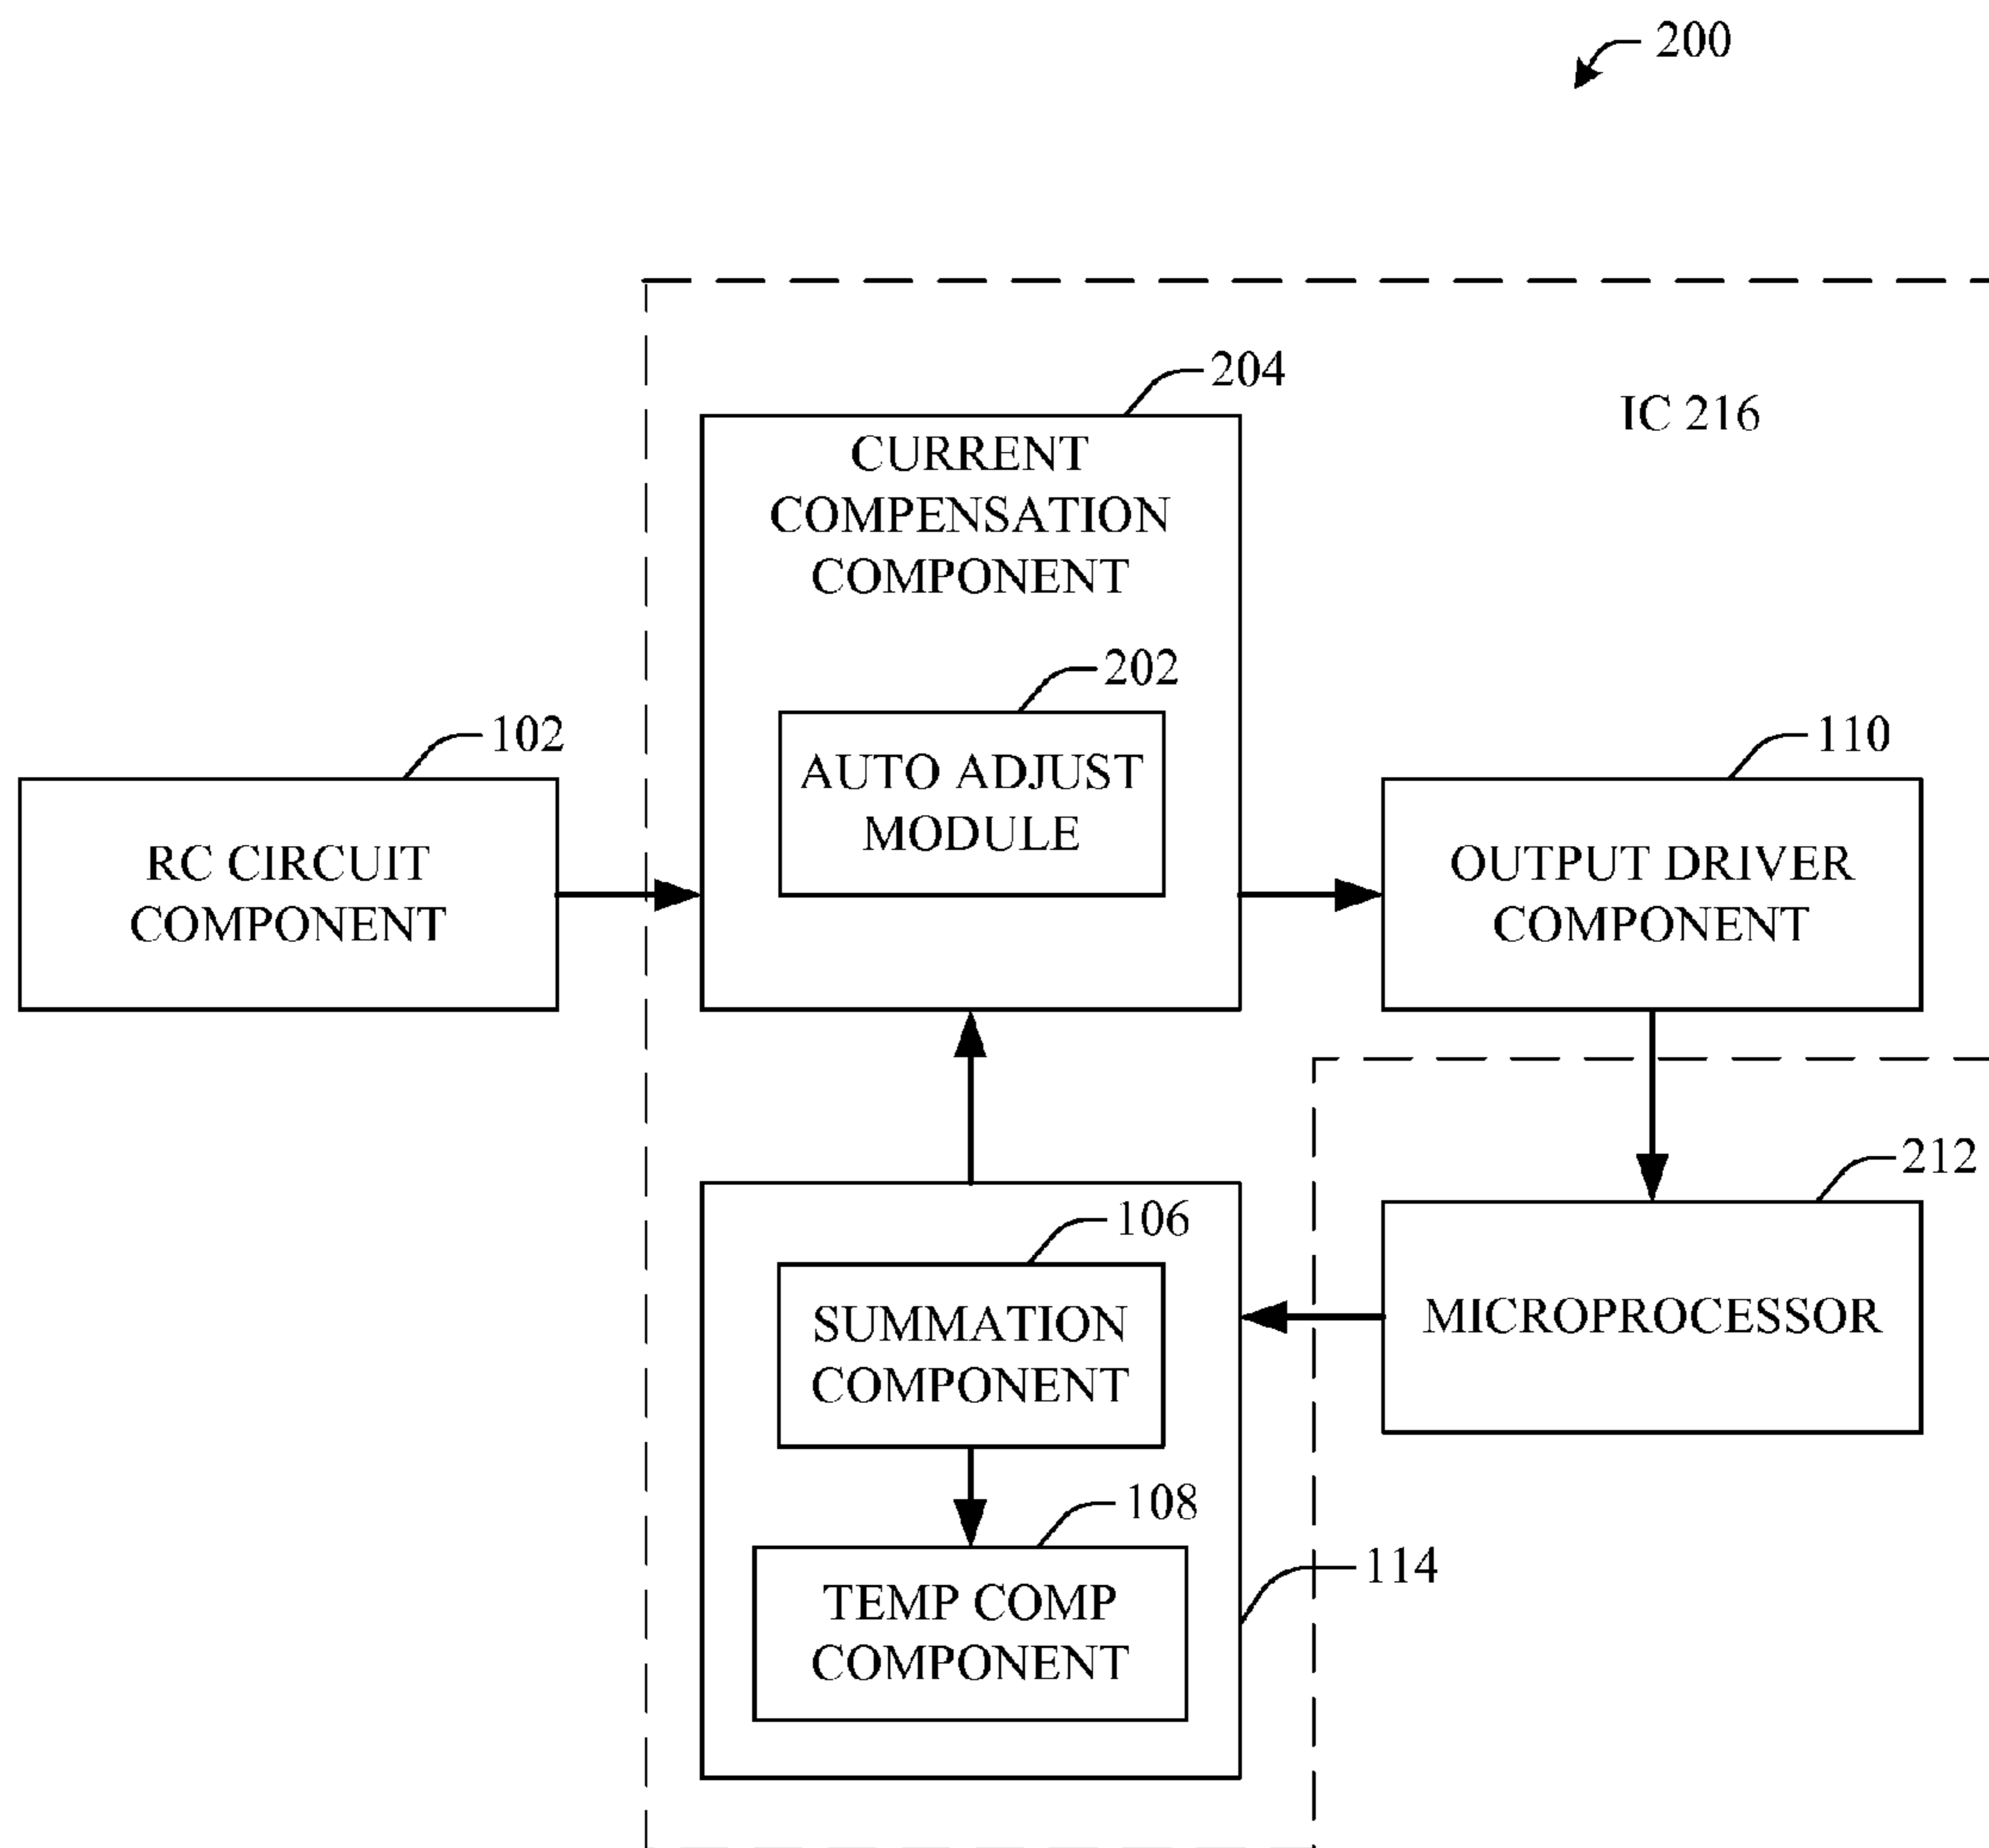 200
204
IC 216
CURRENT
COMPENSATION
COMPONENT
202
AUTO ADJUST
MODULE
102
RC CIRCUIT
COMPONENT
110
OUTPUT DRIVER
COMPONENT
212
MICROPROCESSOR
106
SUMMATION
COMPONENT
108
TEMP COMP
COMPONENT
114